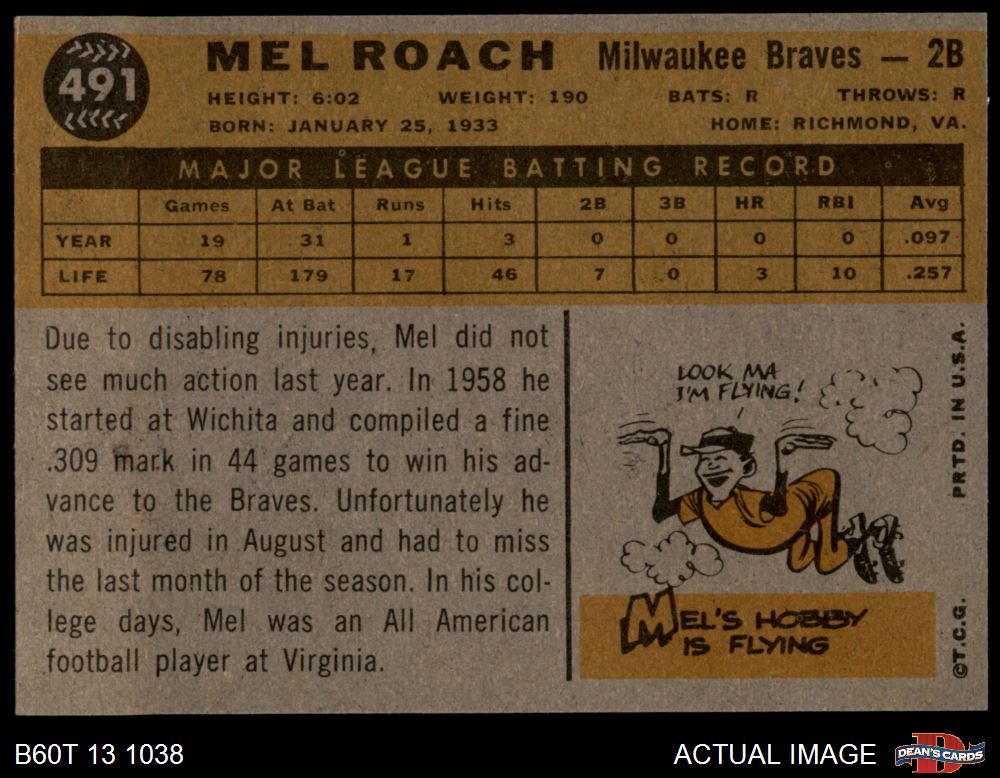 491
MEL ROACH Milwaukee Braves — 2B
HEIGHT: 6:02 WEIGHT: 190 BATS: R THROWS: R
BORN: JANUARY 25, 1933 HOME: RICHMOND, VA.
MAJOR LEAGUE BATTING RECORD
Games At Bat Runs Hits 2B 3B HR RBI Avg
YEAR 19 31 1 3 0 0 0 0 .097
LIFE 78 179 17 46 7 0 3 10 .257
Due to disabling injuries, Mel did not
see much action last year. In 1958 he
started at Wichita and compiled a fine
.309 mark in 44 games to win his ad-
vance to the Braves. Unfortunately he
was injured in August and had to miss
the last month of the season. In his col-
lege days, Mel was an All American
football player at Virginia.
LOOK MA
I'M FLYING!
MEL'S HOBBY
IS FLYING
©T.C.G. PRTD. IN U.S.A.
B60T 13 1038 ACTUAL IMAGE DEAN'S CARDS